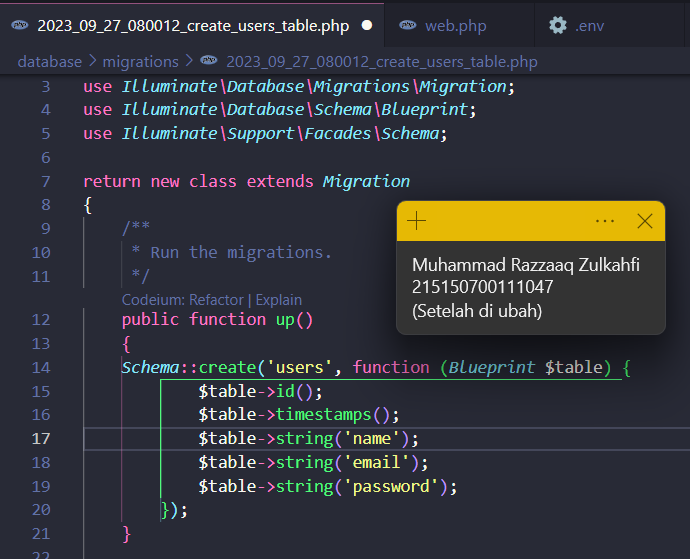 2023_09_27_080012_create_users_table.php ● web.php .env
database > migrations > 2023_09_27_080012_create_users_table.php
3 use Illuminate\Database\Migrations\Migration;
4 use Illuminate\Database\Schema\Blueprint;
5 use Illuminate\Support\Facades\Schema;
6
7 return new class extends Migration
8 {
9 /**
10 * Run the migrations.
11 */
Codeium: Refactor | Explain
12 public function up()
13 {
14 Schema::create('users', function (Blueprint $table) {
15 $table->id();
16 $table->timestamps();
17 $table->string('name');
18 $table->string('email');
19 $table->string('password');
20 });
21 }
22
Muhammad Razzaaq Zulkahfi
215150700111047
(Setelah di ubah)